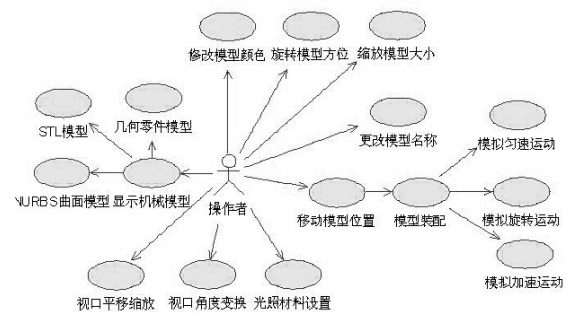 修改模型颜色 旋转模型方位 缩放模型大小
STL模型 几何零件模型
更改模型名称 模拟匀速运动
NURBS曲面模型 显示机械模型
操作者 移动模型位置 模型装配 模拟旋转运动
模拟加速运动
视口平移缩放 视口角度变换 光照材料设置